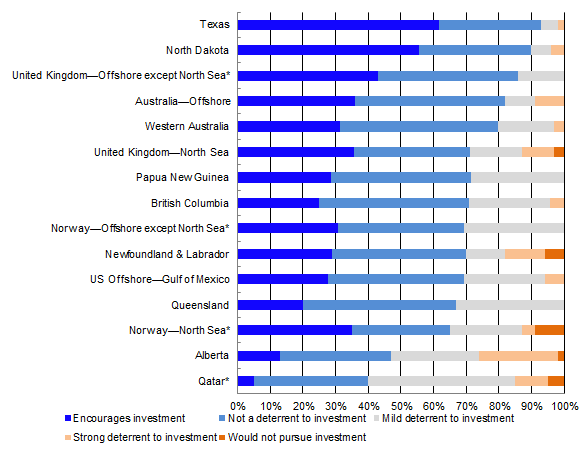 Texas
North Dakota
United Kingdom—Offshore except North Sea*
Australia—Offshore
Western Australia
United Kingdom—North Sea
Papua New Guinea
British Columbia
Norway—Offshore except North Sea*
Newfoundland & Labrador
US Offshore—Gulf of Mexico
Queensland
Norway—North Sea*
Alberta
Qatar*
0% 10% 20% 30% 40% 50% 60% 70% 80% 90% 100%
Encourages investment Not a deterrent to investment Mild deterrent to investment
Strong deterrent to investment Would not pursue investment